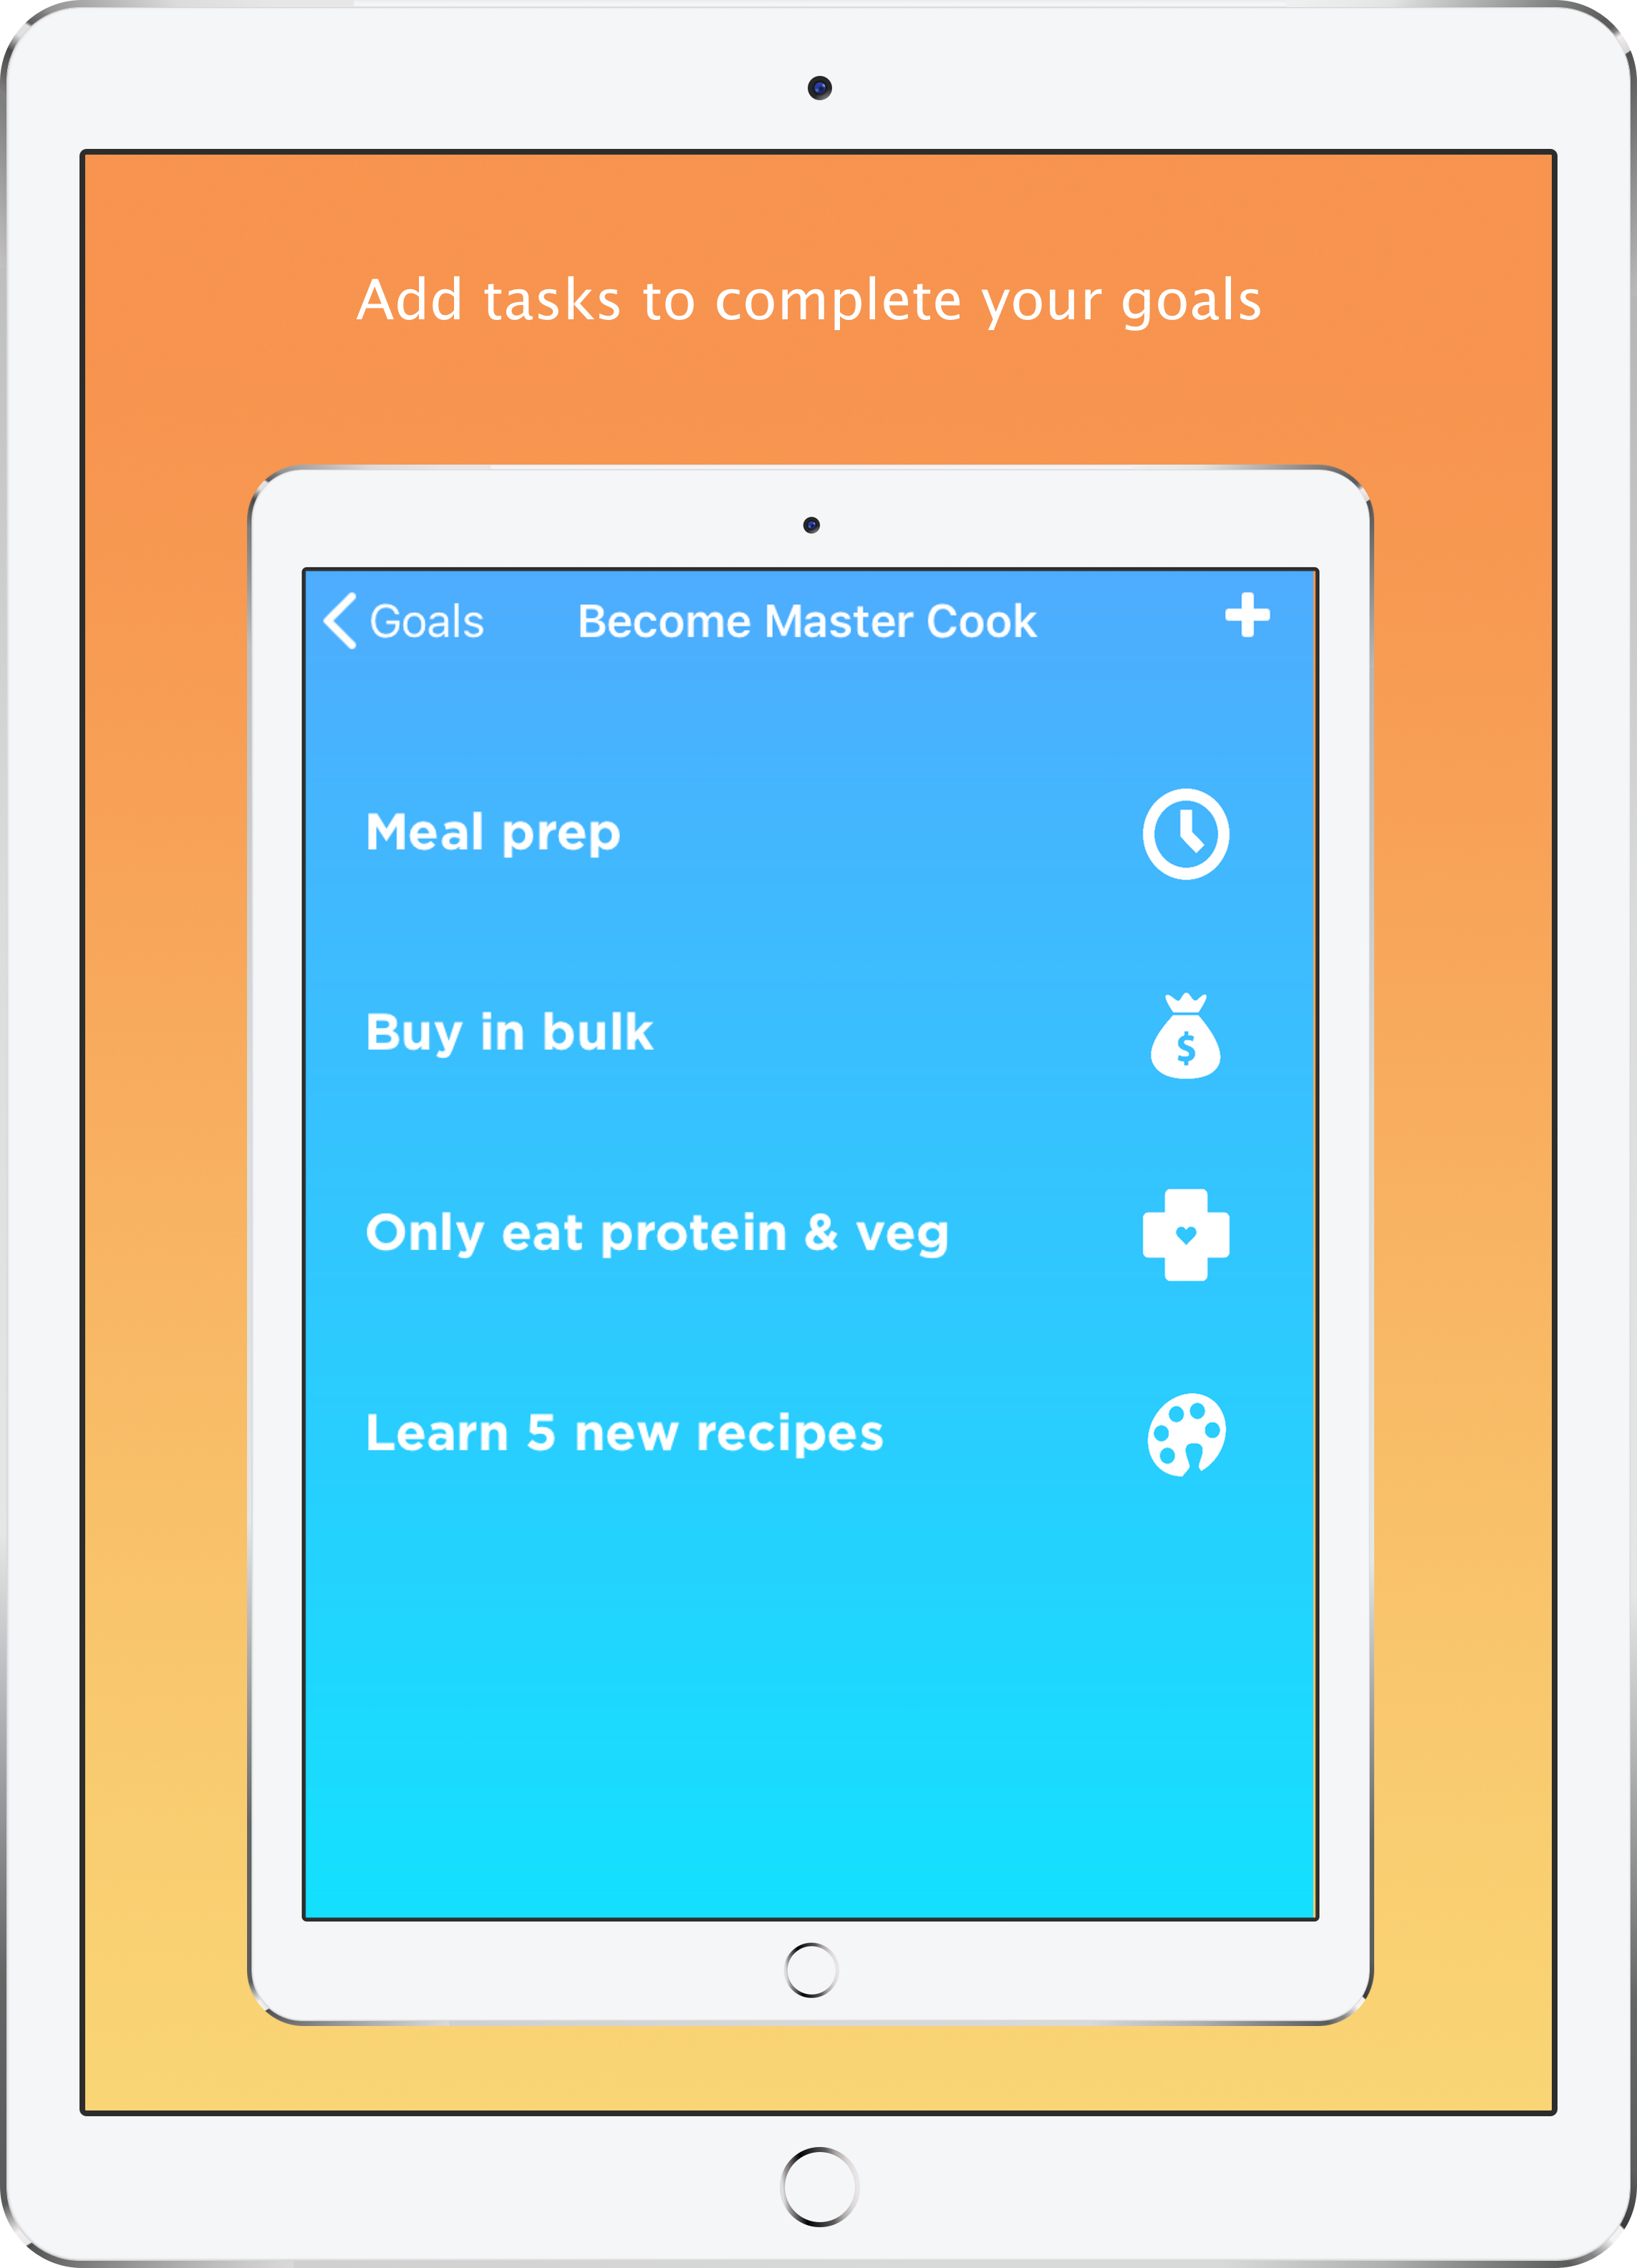 Add tasks to complete your goals
Goals
Become Master Cook
Meal prep
Buy in bulk
$
Only eat protein & veg
Learn 5 new recipes